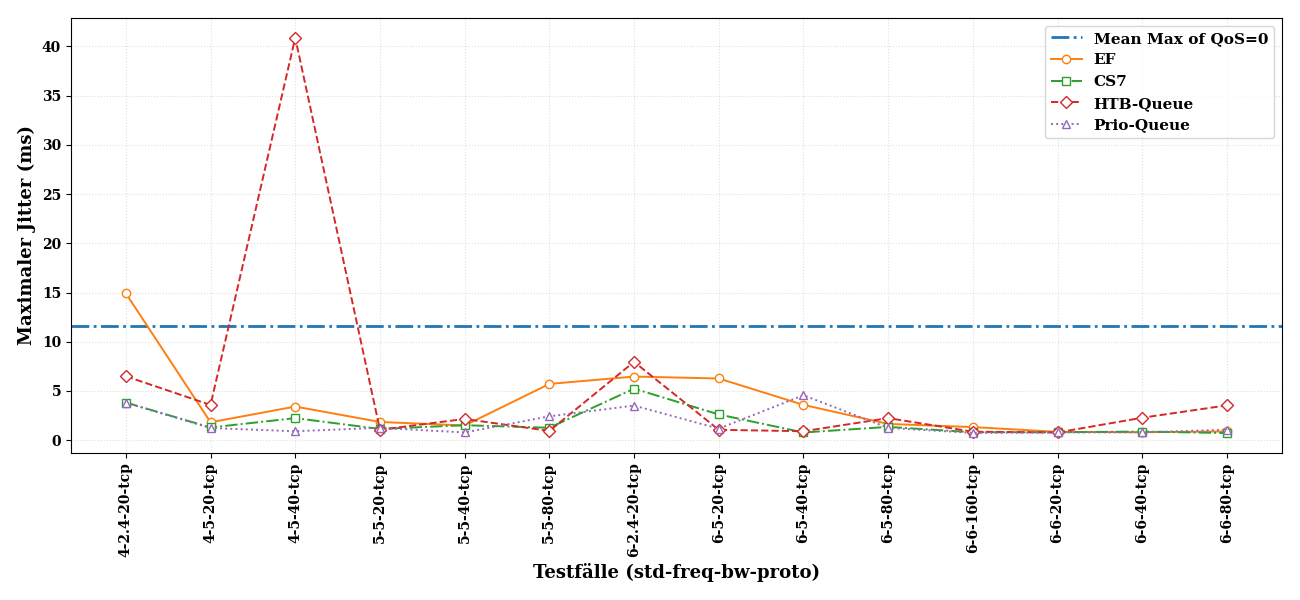 Mean Max of QoS=0
EF
CS7
HTB-Queue
Prio-Queue
Maximaler Jitter (ms)
40
35
30
25
20
15
10
5
0
4-2.4-20-tcp
4-5-20-tcp
4-5-40-tcp
5-5-20-tcp
5-5-40-tcp
5-5-80-tcp
6-2.4-20-tcp
6-5-20-tcp
6-5-40-tcp
6-5-80-tcp
6-6-160-tcp
6-6-20-tcp
6-6-40-tcp
6-6-80-tcp
Testfälle (std-freq-bw-proto)